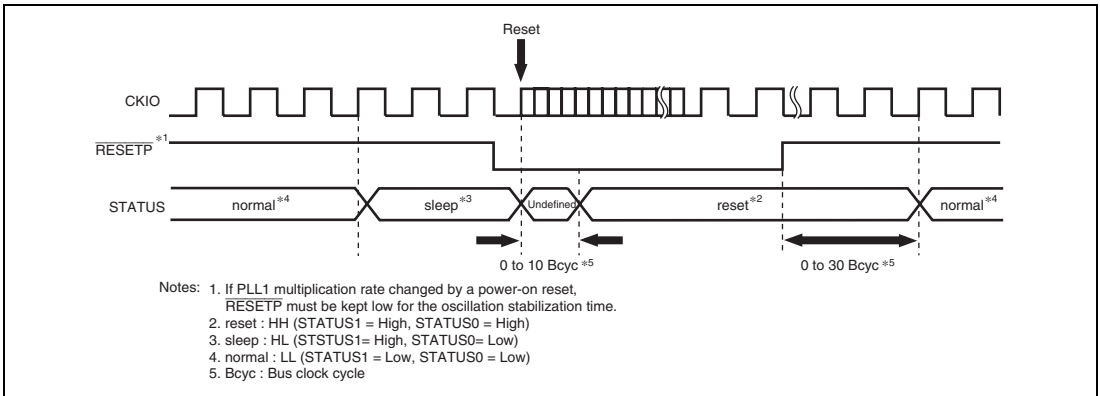 Reset
CKIO
RESETP *1
STATUS
normal*4
sleep*3
Undefined
reset*2
normal*4
0 to 10 Bcyc *5
0 to 30 Bcyc *5
Notes: 1. If PLL1 multiplication rate changed by a power-on reset,
RESETP must be kept low for the oscillation stabilization time.
2. reset : HH (STATUS1 = High, STATUS0 = High)
3. sleep : HL (STSTUS1= High, STATUS0= Low)
4. normal : LL (STATUS1 = Low, STATUS0 = Low)
5. Bcyc : Bus clock cycle